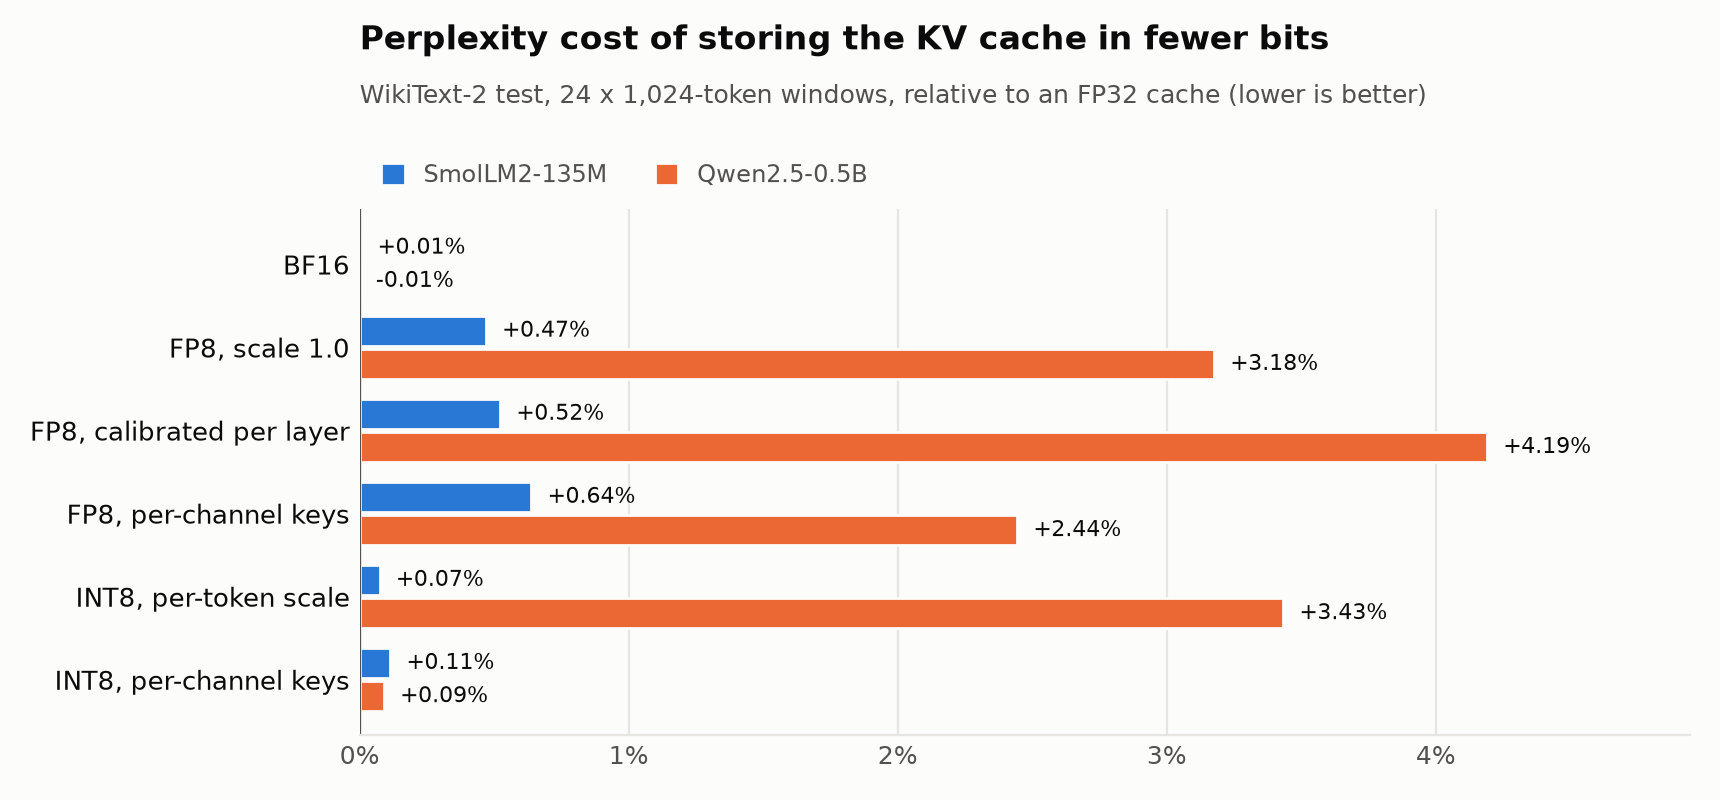 Perplexity cost of storing the KV cache in fewer bits
WikiText-2 test, 24 x 1,024-token windows, relative to an FP32 cache (lower is better)
SmolLM2-135M
Qwen2.5-0.5B
BF16
+0.01%
-0.01%
FP8, scale 1.0
+0.47%
+3.18%
FP8, calibrated per layer
+0.52%
+4.19%
FP8, per-channel keys
+0.64%
+2.44%
INT8, per-token scale
+0.07%
+3.43%
INT8, per-channel keys
+0.11%
+0.09%
0% 1% 2% 3% 4%